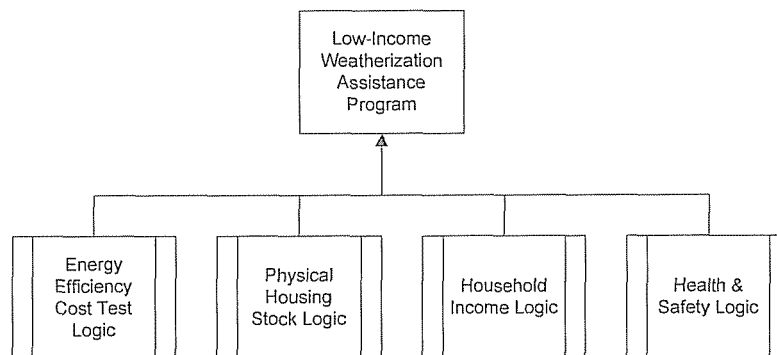 Low-Income
Weatherization
Assistance
Program
Energy
Efficiency
Cost Test
Logic
Physical
Housing
Stock Logic
Household
Income Logic
Health &
Safety Logic